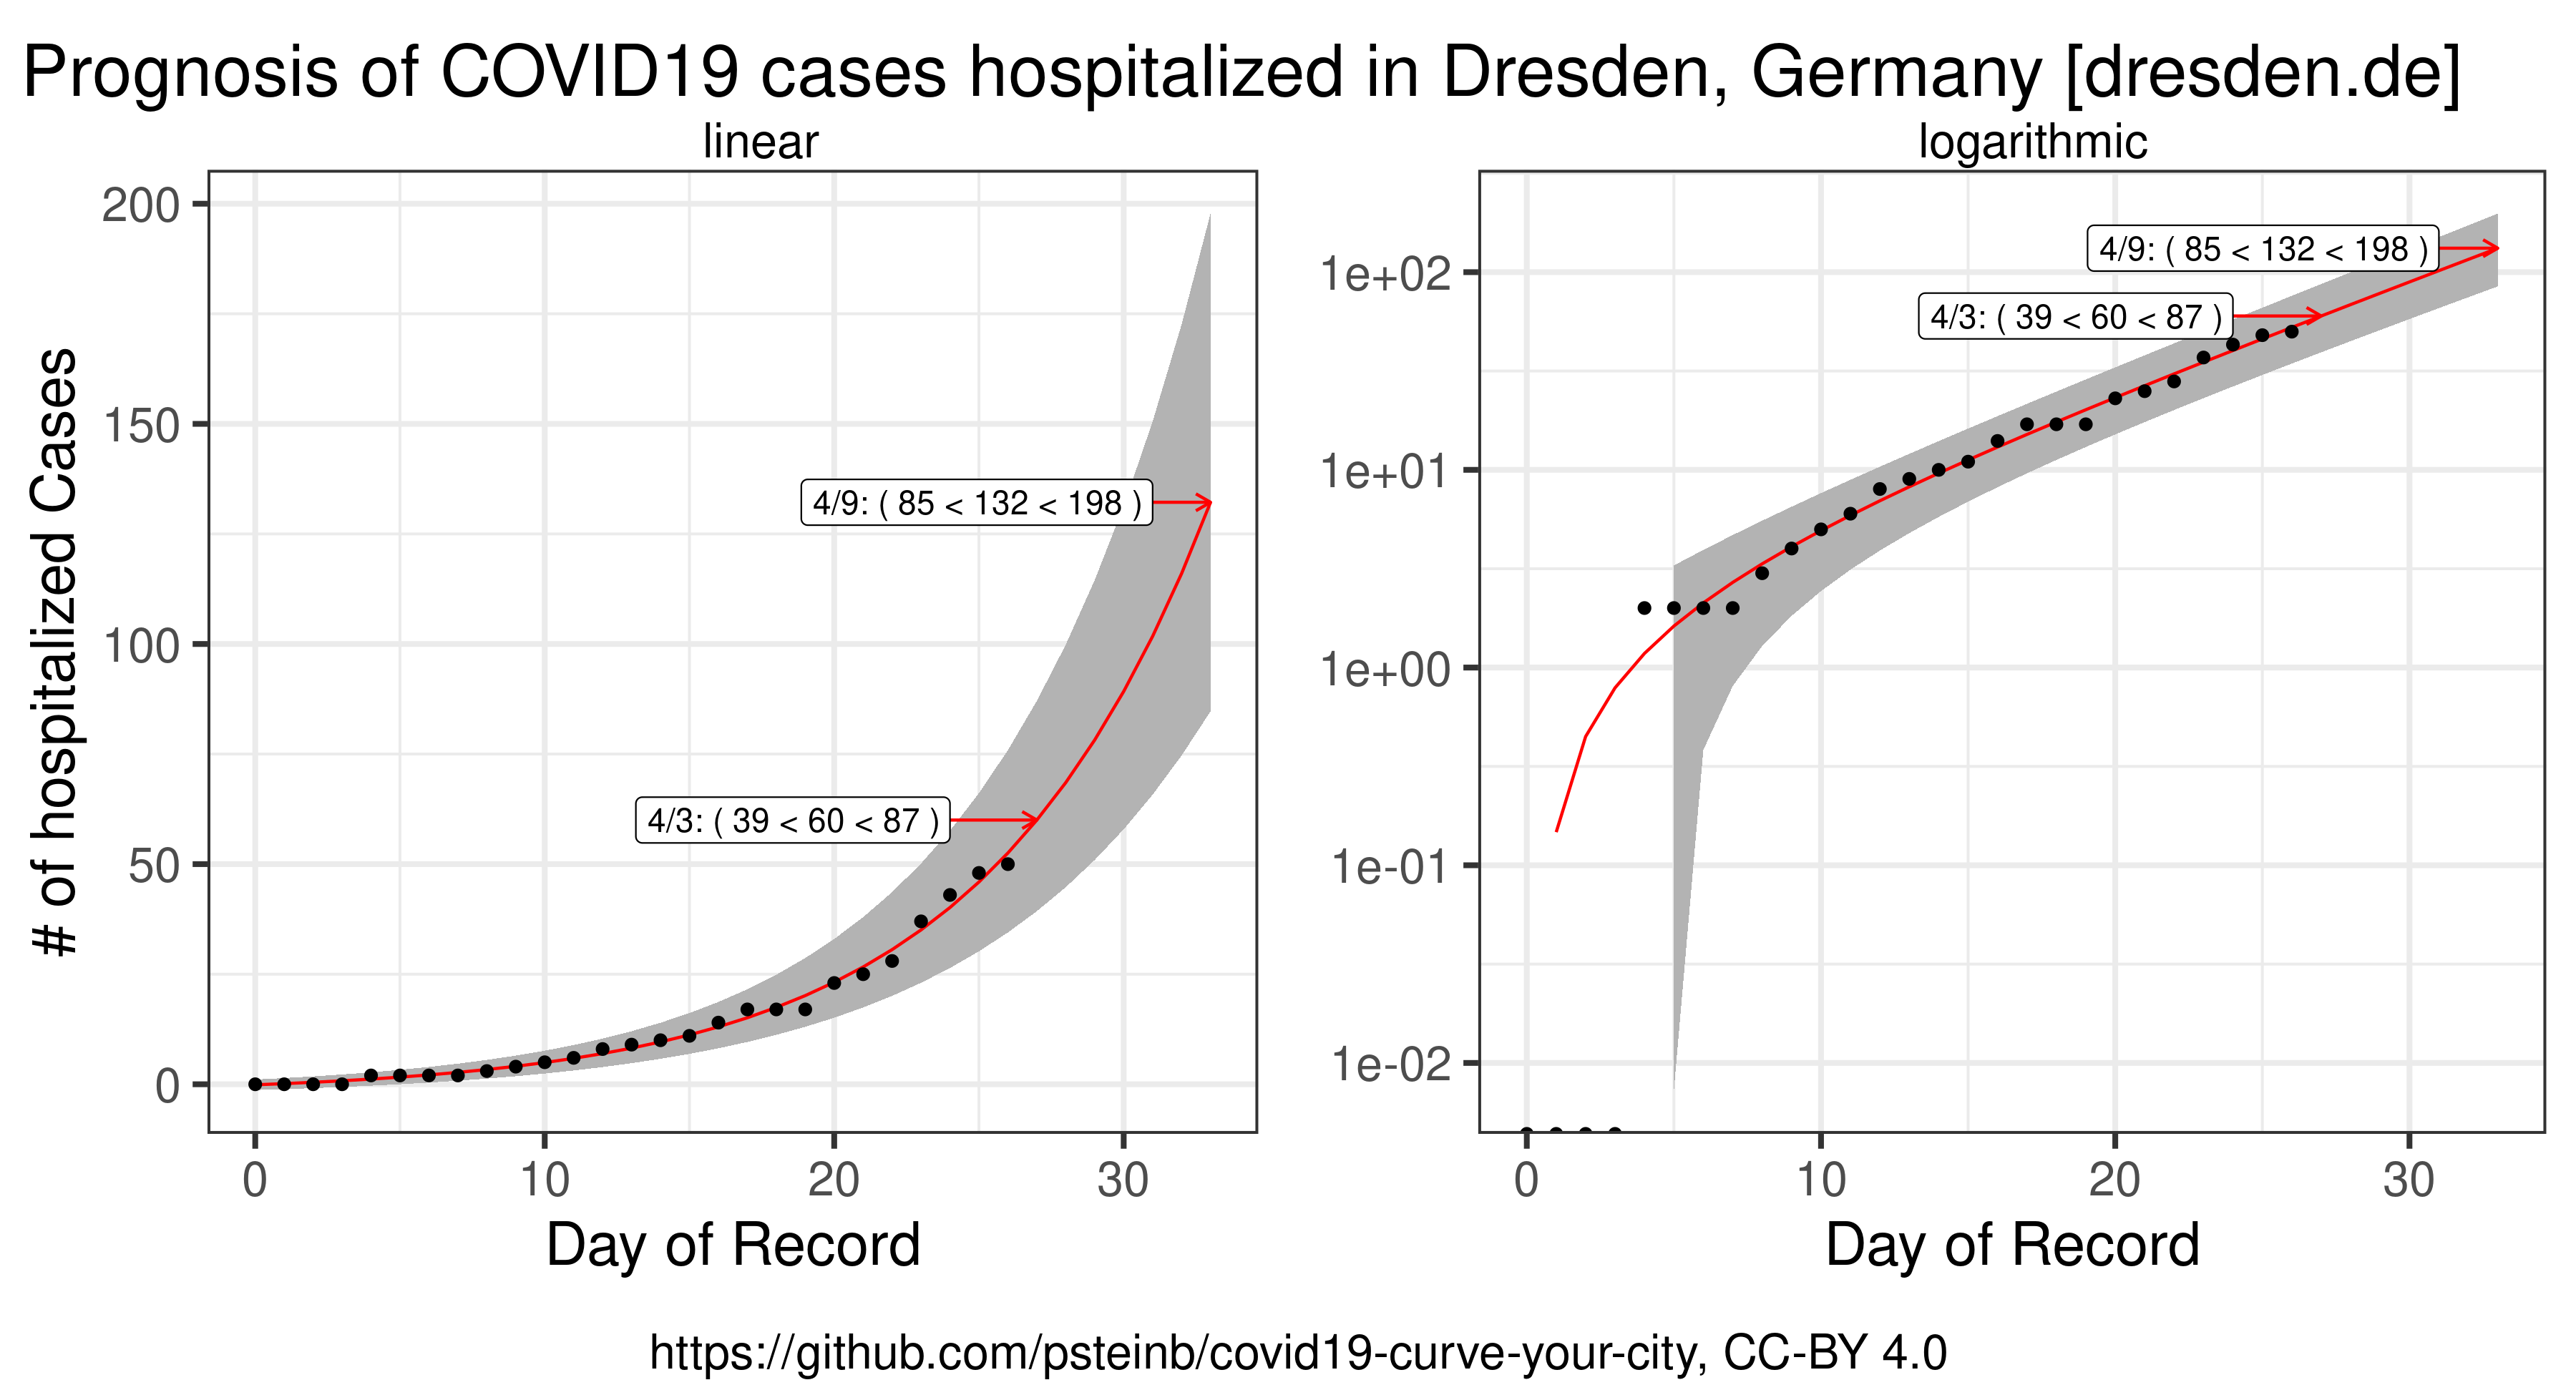 Prognosis of COVID19 cases hospitalized in Dresden, Germany [dresden.de]
linear
# of hospitalized Cases
200
150
100
50
0
4/9: ( 85 < 132 < 198 )
4/3: ( 39 < 60 < 87 )
0 10 20 30
Day of Record
logarithmic
1e+02
1e+01
1e+00
1e-01
1e-02
4/9: ( 85 < 132 < 198 )
4/3: ( 39 < 60 < 87 )
0 10 20 30
Day of Record
https://github.com/psteinb/covid19-curve-your-city, CC-BY 4.0